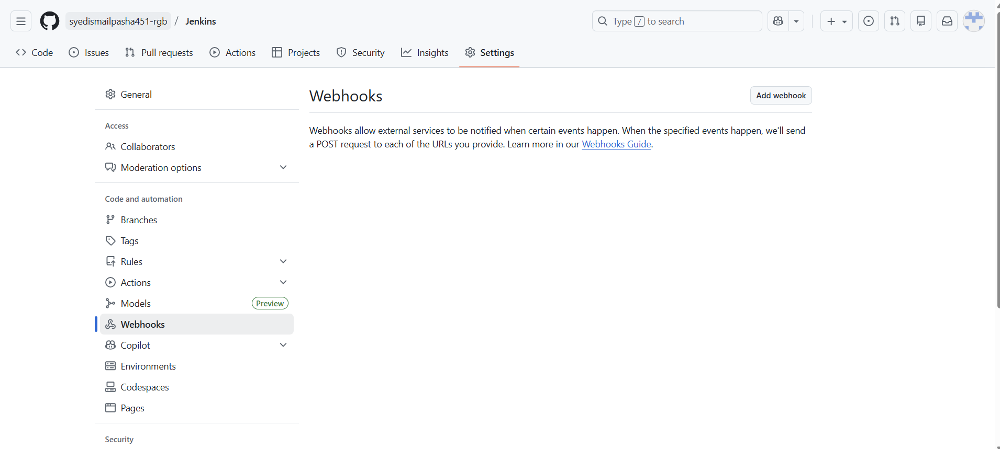 syedismailpasha451-rgb / Jenkins
Type / to search
Code Issues Pull requests Actions Projects Security Insights Settings
General
Access
Collaborators
Moderation options
Code and automation
Branches
Tags
Rules
Actions
Models Preview
Webhooks
Copilot
Environments
Codespaces
Pages
Security
Webhooks
Add webhook
Webhooks allow external services to be notified when certain events happen. When the specified events happen, we'll send
a POST request to each of the URLs you provide. Learn more in our Webhooks Guide.